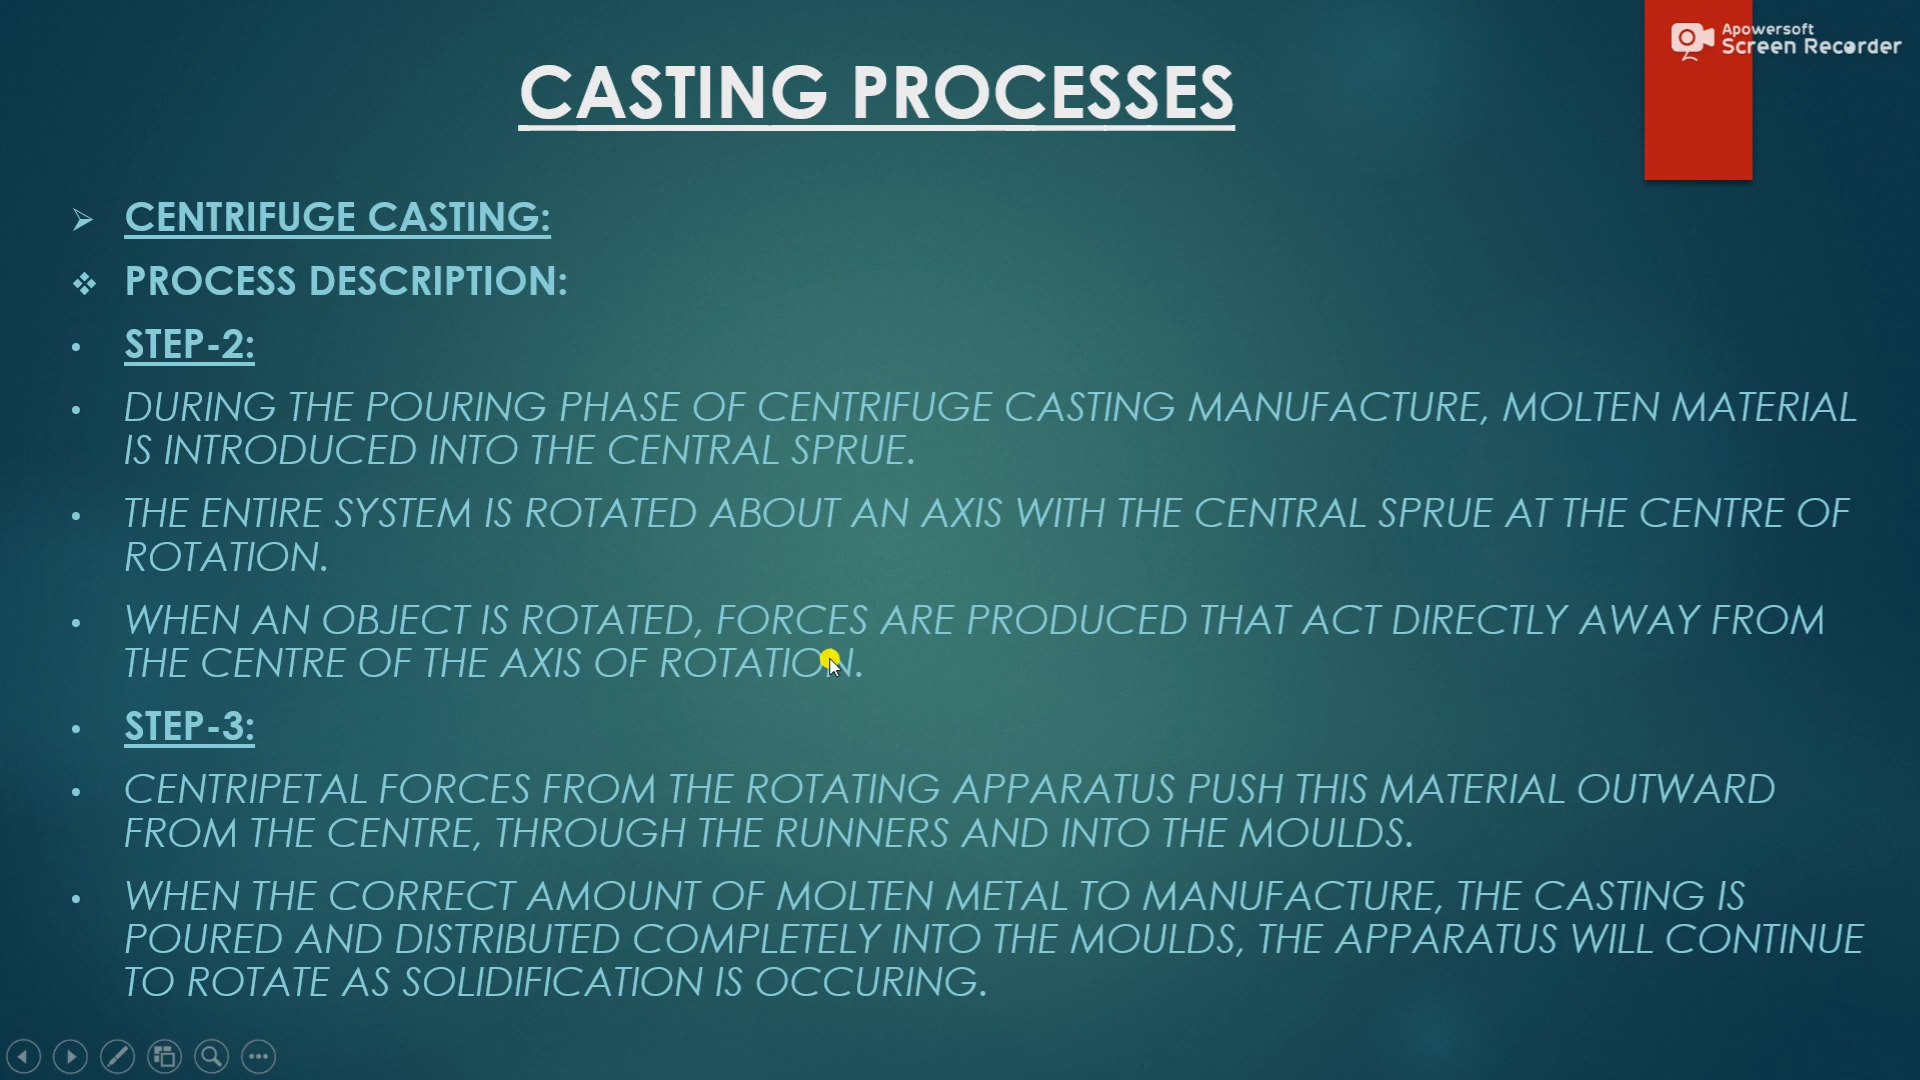 Apowersoft
Screen Recorder
CASTING PROCESSES
CENTRIFUGE CASTING:
PROCESS DESCRIPTION:
STEP-2:
DURING THE POURING PHASE OF CENTRIFUGE CASTING MANUFACTURE, MOLTEN MATERIAL
IS INTRODUCED INTO THE CENTRAL SPRUE.
THE ENTIRE SYSTEM IS ROTATED ABOUT AN AXIS WITH THE CENTRAL SPRUE AT THE CENTRE OF
ROTATION.
WHEN AN OBJECT IS ROTATED, FORCES ARE PRODUCED THAT ACT DIRECTLY AWAY FROM
THE CENTRE OF THE AXIS OF ROTATION.
STEP-3:
CENTRIPETAL FORCES FROM THE ROTATING APPARATUS PUSH THIS MATERIAL OUTWARD
FROM THE CENTRE, THROUGH THE RUNNERS AND INTO THE MOULDS.
WHEN THE CORRECT AMOUNT OF MOLTEN METAL TO MANUFACTURE, THE CASTING IS
POURED AND DISTRIBUTED COMPLETELY INTO THE MOULDS, THE APPARATUS WILL CONTINUE
TO ROTATE AS SOLIDIFICATION IS OCCURING.